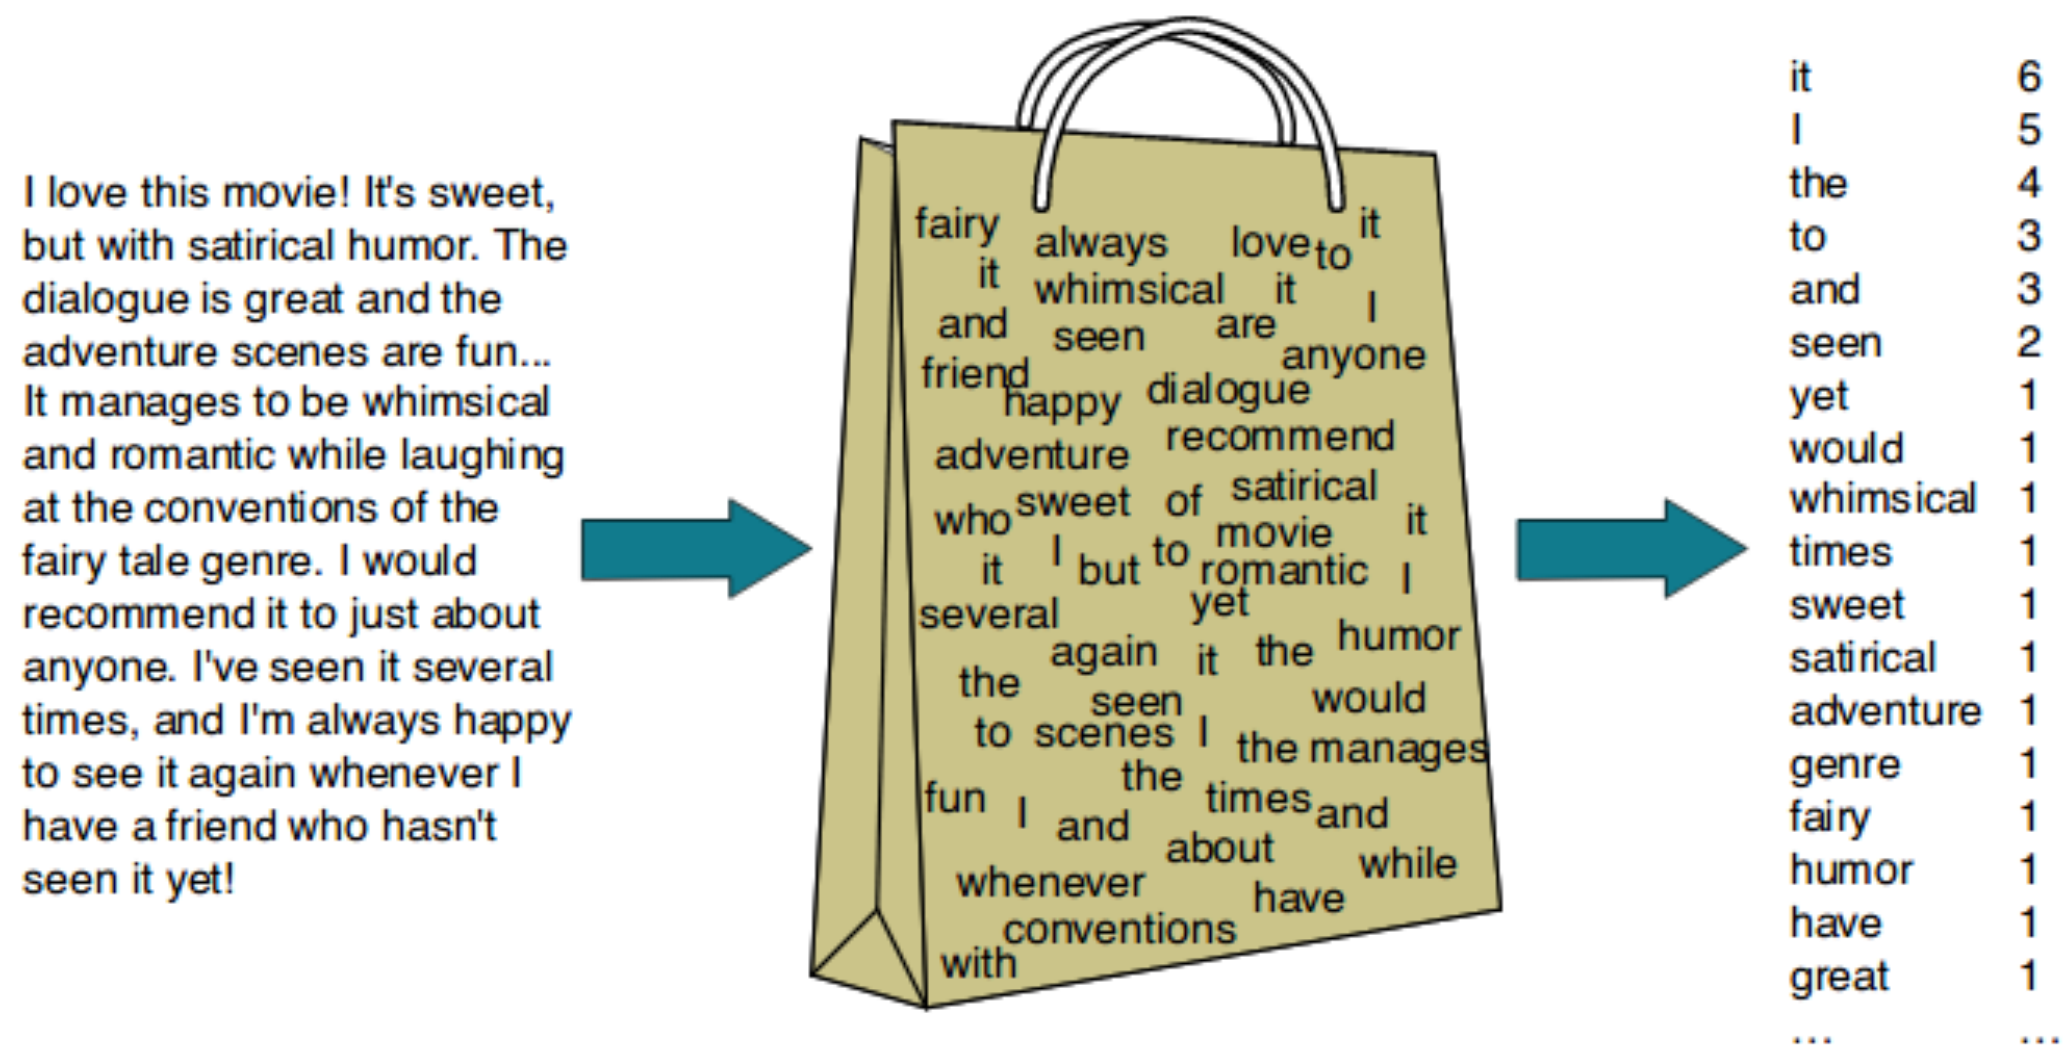 I love this movie! It's sweet,
but with satirical humor. The
dialogue is great and the
adventure scenes are fun...
It manages to be whimsical
and romantic while laughing
at the conventions of the
fairy tale genre. I would
recommend it to just about
anyone. I've seen it several
times, and I'm always happy
to see it again whenever I
have a friend who hasn't
seen it yet!
fairy always love to it
it whimsical it I
and seen are anyone
friend happy dialogue
adventure recommend
who sweet of satirical it
it I but to movie romantic I
several yet
again it the humor
the seen would
to scenes I the manages
the
fun I and times and
about while
whenever have
conventions
with
it 6
I 5
the 4
to 3
and 3
seen 2
yet 1
would 1
whimsical 1
times 1
sweet 1
satirical 1
adventure 1
genre 1
fairy 1
humor 1
have 1
great 1
... ...